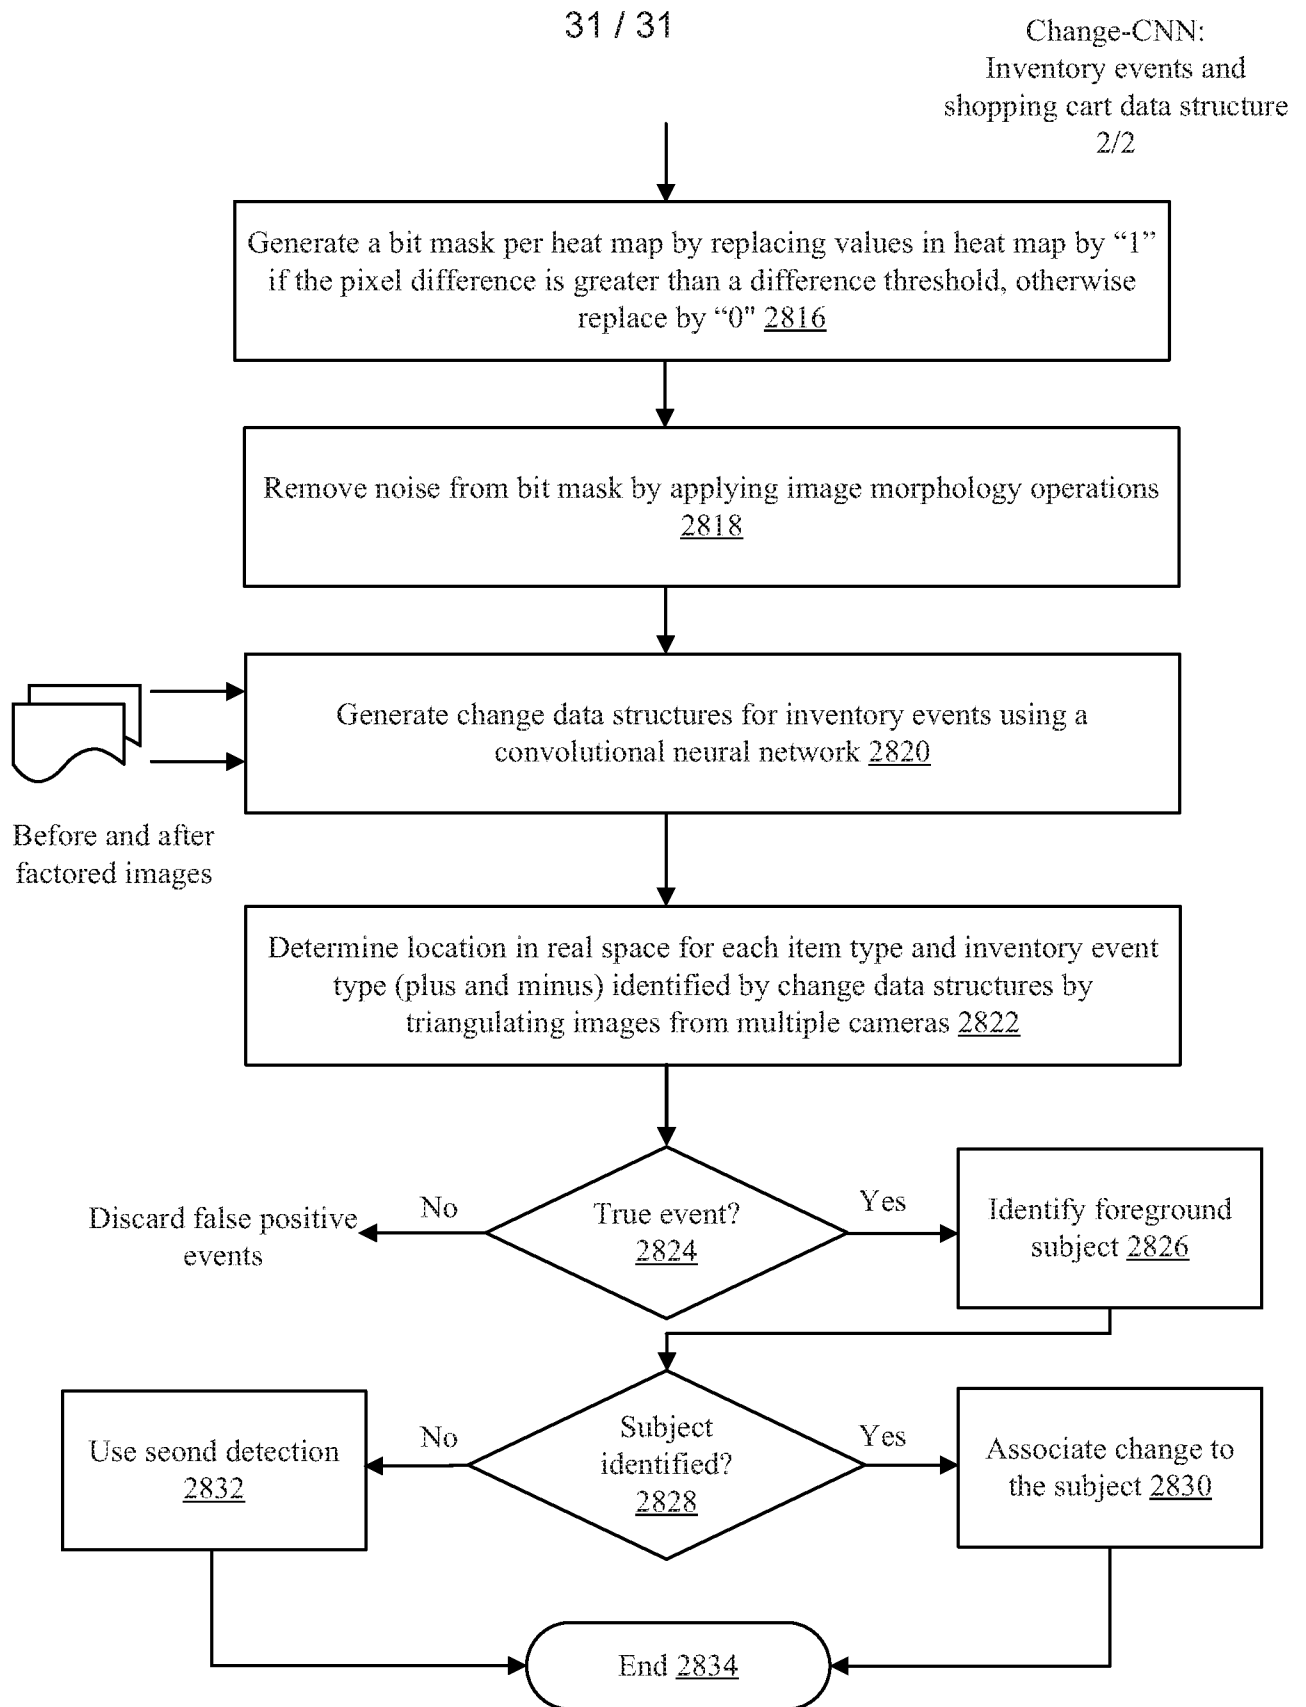 31 / 31
Change-CNN:
Inventory events and
shopping cart data structure
2/2
Generate a bit mask per heat map by replacing values in heat map by “1”
if the pixel difference is greater than a difference threshold, otherwise
replace by “0" 2816
Remove noise from bit mask by applying image morphology operations
2818
Generate change data structures for inventory events using a
convolutional neural network 2820
Before and after
factored images
Determine location in real space for each item type and inventory event
type (plus and minus) identified by change data structures by
triangulating images from multiple cameras 2822
True event?
2824
No
Discard false positive
events
Yes
Identify foreground
subject 2826
Subject
identified?
2828
No
Use seond detection
2832
Yes
Associate change to
the subject 2830
End 2834